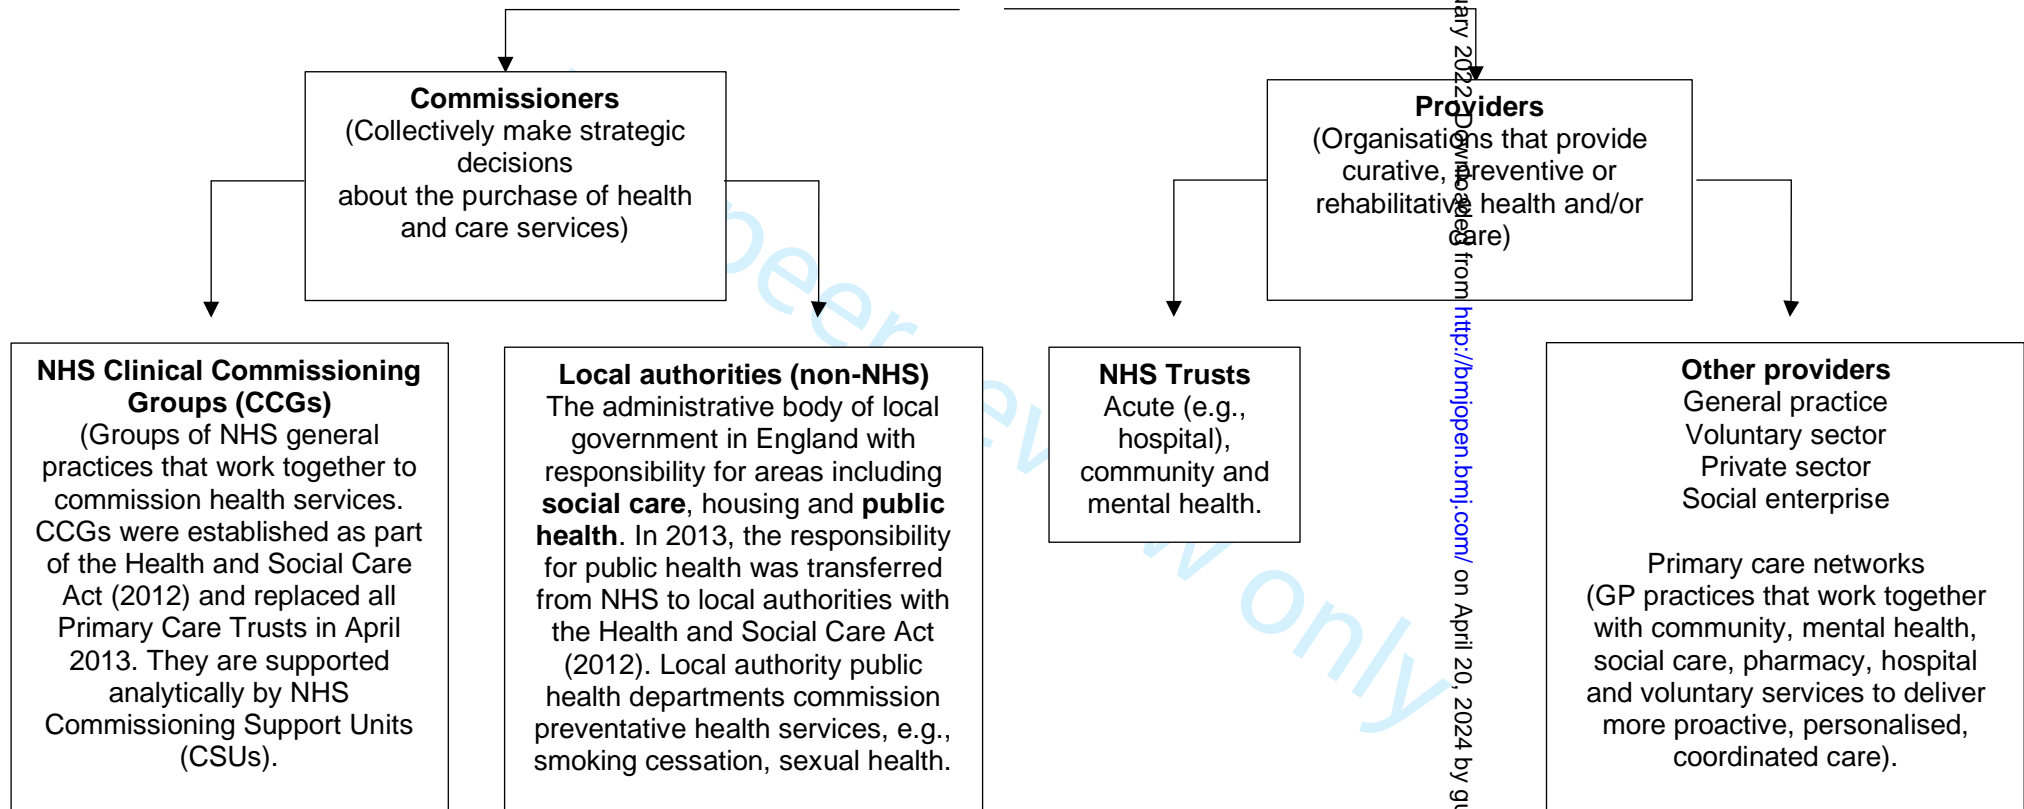 Commissioners
(Collectively make strategic
decisions
about the purchase of health
and care services)
Providers
(Organisations that provide
curative, preventive or
rehabilitative health and/or
care)
NHS Clinical Commissioning
Groups (CCGs)
(Groups of NHS general
practices that work together to
commission health services.
CCGs were established as part
of the Health and Social Care
Act (2012) and replaced all
Primary Care Trusts in April
2013. They are supported
analytically by NHS
Commissioning Support Units
(CSUs).
Local authorities (non-NHS)
The administrative body of local
government in England with
responsibility for areas including
social care, housing and public
health. In 2013, the responsibility
for public health was transferred
from NHS to local authorities with
the Health and Social Care Act
(2012). Local authority public
health departments commission
preventative health services, e.g.,
smoking cessation, sexual health.
NHS Trusts
Acute (e.g.,
hospital),
community and
mental health.
Other providers
General practice
Voluntary sector
Private sector
Social enterprise
Primary care networks
(GP practices that work together
with community, mental health,
social care, pharmacy, hospital
and voluntary services to deliver
more proactive, personalised,
coordinated care).
2022. Downloaded from http://bmjopen.bmj.com/ on April 20, 2024 by
peer only